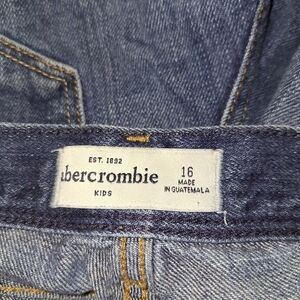 EST. 1892
abercrombie
KIDS
16
MADE
IN GUATEMALA